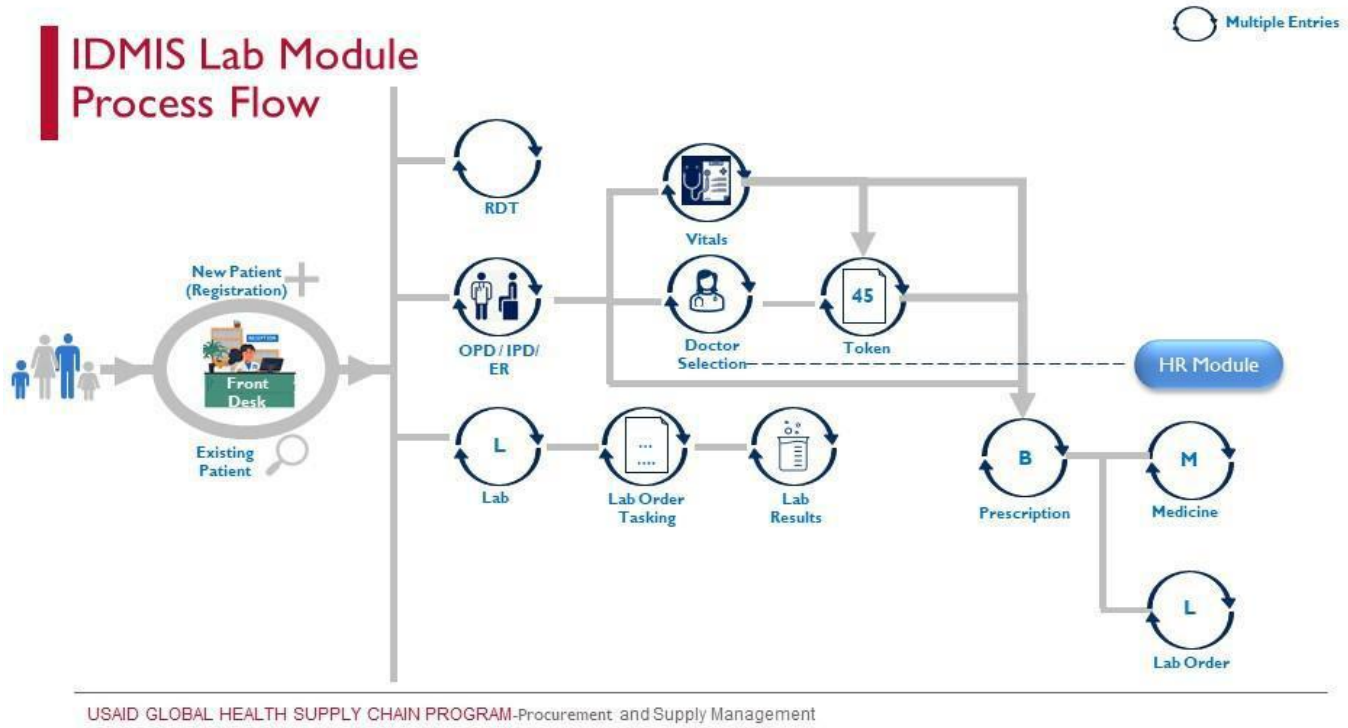 Multiple Entries
IDMIS Lab Module
Process Flow
RDT
Vitals
New Patient
(Registration)
RECEPTION
Front
Desk
Existing
Patient
OPD / IPD/
ER
Doctor
Selection
45
Token
HR Module
L
Lab
...
....
Lab Order
Tasking
Lab
Results
B
Prescription
M
Medicine
L
Lab Order
USAID GLOBAL HEALTH SUPPLY CHAIN PROGRAM-Procurement and Supply Management